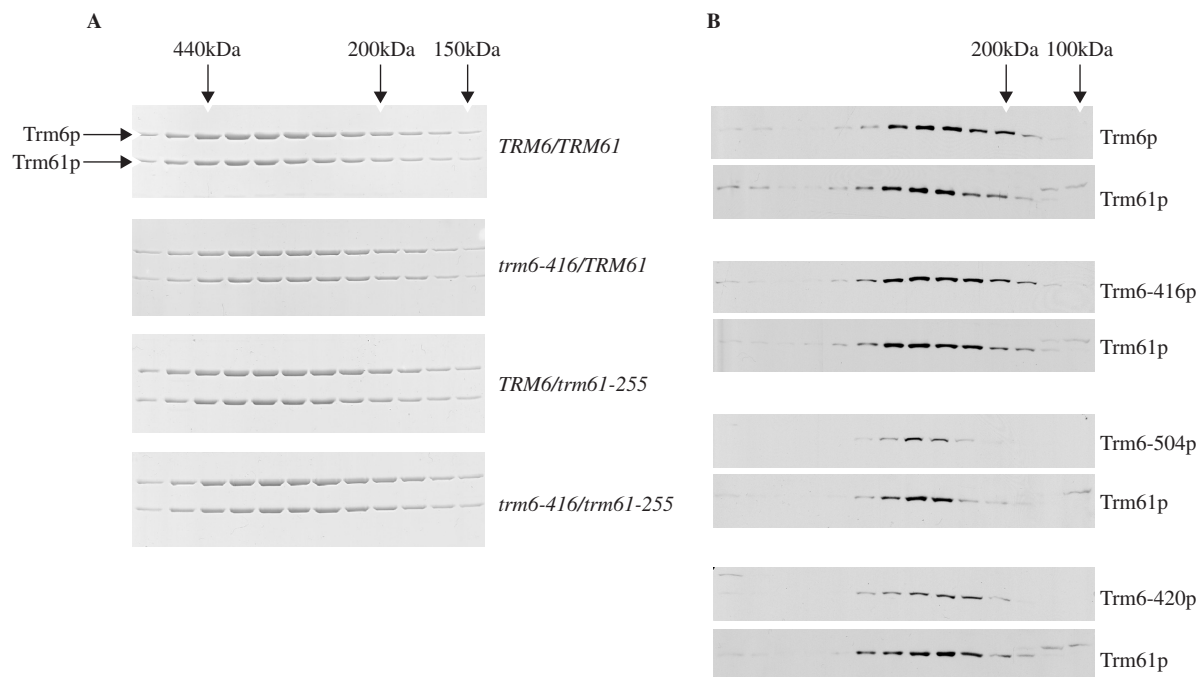 A
440kDa
200kDa
150kDa
Trm6p
Trm61p
TRM6/TRM61
trm6-416/TRM61
TRM6/trm61-255
trm6-416/trm61-255
B
200kDa
100kDa
Trm6p
Trm61p
Trm6-416p
Trm61p
Trm6-504p
Trm61p
Trm6-420p
Trm61p